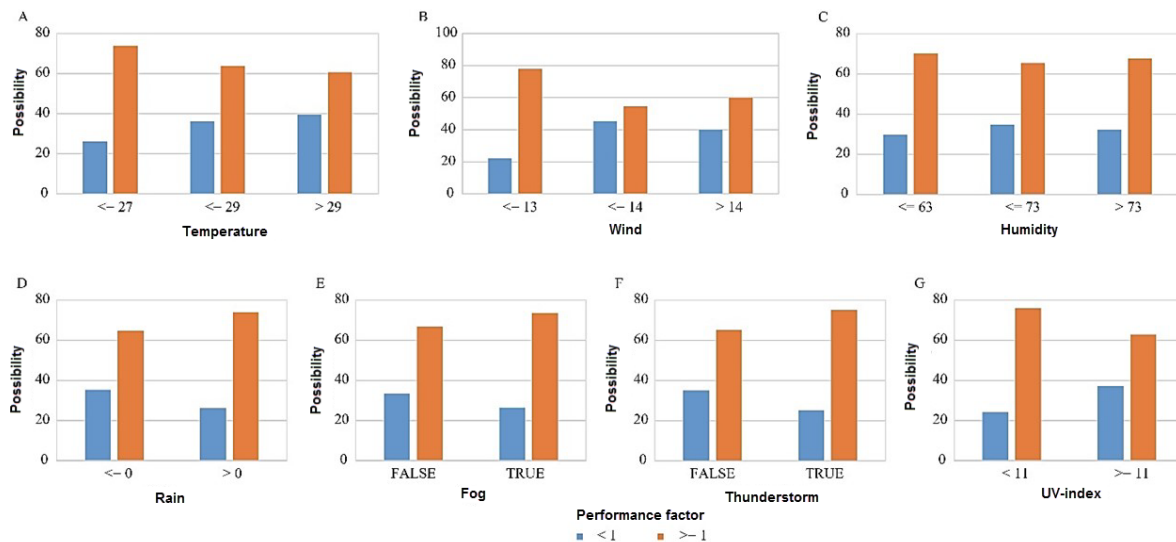 A
80
60
40
20
0
Possibility
<− 27 <− 29 > 29
Temperature
B
100
80
60
40
20
0
Possibility
<− 13 <− 14 > 14
Wind
C
80
60
40
20
0
Possibility
<= 63 <= 73 > 73
Humidity
D
80
60
40
20
0
Possibility
<− 0 > 0
Rain
E
80
60
40
20
0
Possibility
FALSE TRUE
Fog
F
80
60
40
20
0
Possibility
FALSE TRUE
Thunderstorm
G
80
60
40
20
0
Possibility
< 11 >− 11
UV-index
Performance factor
< 1 >− 1